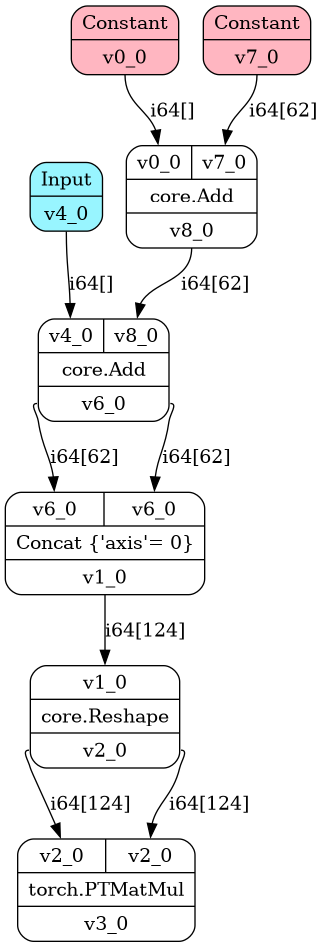 Constant
v0_0
Constant
v7_0
i64[]
i64[62]
Input
v4_0
v0_0 v7_0
core.Add
v8_0
i64[]
i64[62]
v4_0 v8_0
core.Add
v6_0
i64[62]
i64[62]
v6_0 v6_0
Concat {'axis'= 0}
v1_0
i64[124]
v1_0
core.Reshape
v2_0
i64[124]
i64[124]
v2_0 v2_0
torch.PTMatMul
v3_0